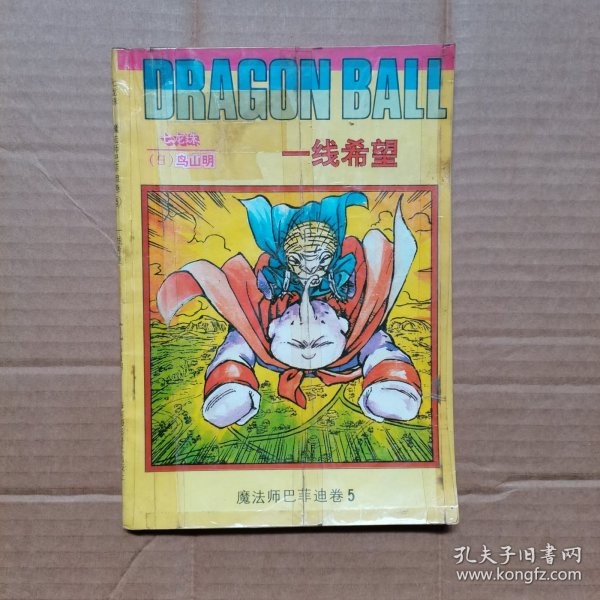 DRAGON BALL
七龙珠
(日)鸟山明
一线希望
魔法师巴菲迪卷5
孔夫子旧书网
www.kongfz.com